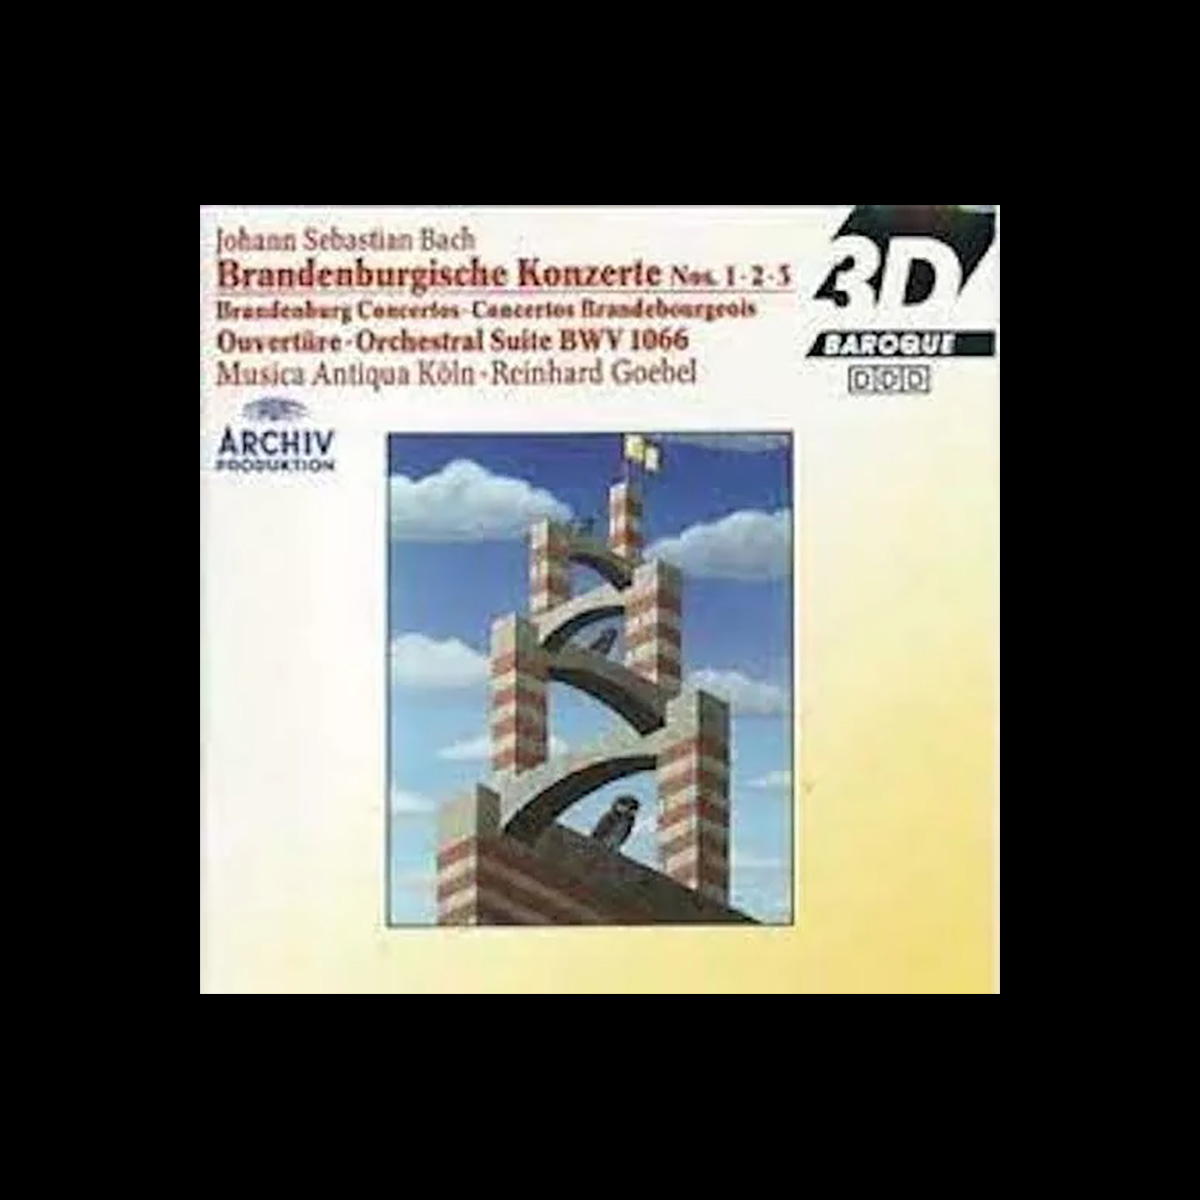 Johann Sebastian Bach
Brandenburgische Konzerte Nos. 1·2·3
Brandenburg Concertos·Concertos Brandebourgeois
Ouvertüre·Orchestral Suite BWV 1066
Musica Antiqua Köln·Reinhard Goebel
3D
BAROQUE
DDD
ARCHIV
PRODUKTION